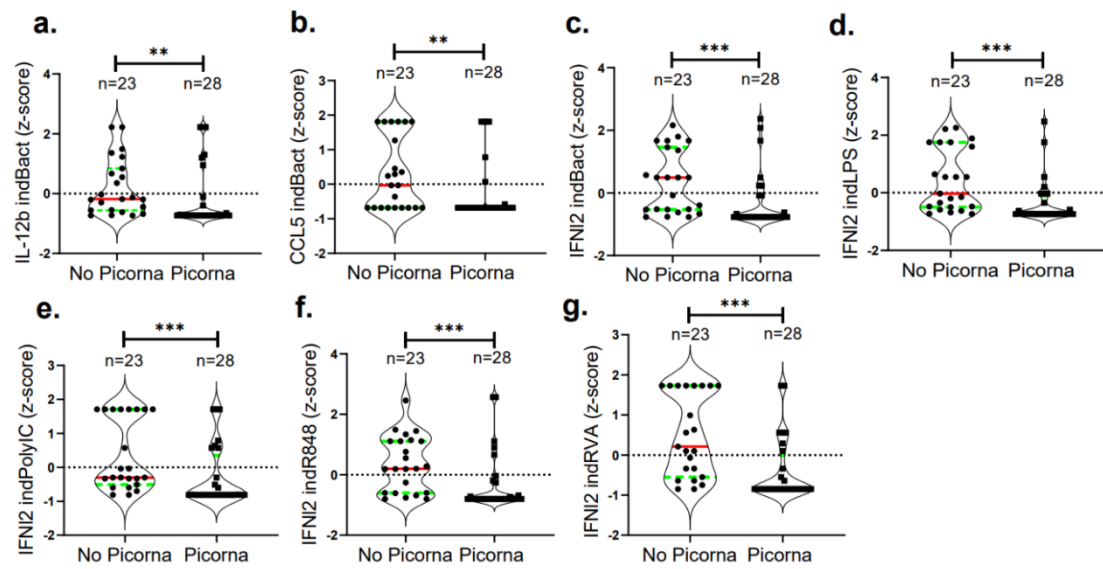 a.
**
n=23 n=28
IL-12b indBact (z-score)
4
2
0
-2
No Picorna Picorna
b.
**
n=23 n=28
CCL5 indBact (z-score)
3
2
1
0
-1
-2
No Picorna Picorna
c.
***
n=23 n=28
IFNl2 indBact (z-score)
4
2
0
-2
No Picorna Picorna
d.
***
n=23 n=28
IFNl2 indLPS (z-score)
4
2
0
-2
No Picorna Picorna
e.
***
n=23 n=28
IFNl2 indPolyIC (z-score)
3
2
1
0
-1
-2
No Picorna Picorna
f.
***
n=23 n=28
IFNl2 indR848 (z-score)
4
2
0
-2
No Picorna Picorna
g.
***
n=23 n=28
IFNl2 indRVA (z-score)
3
2
1
0
-1
-2
No Picorna Picorna